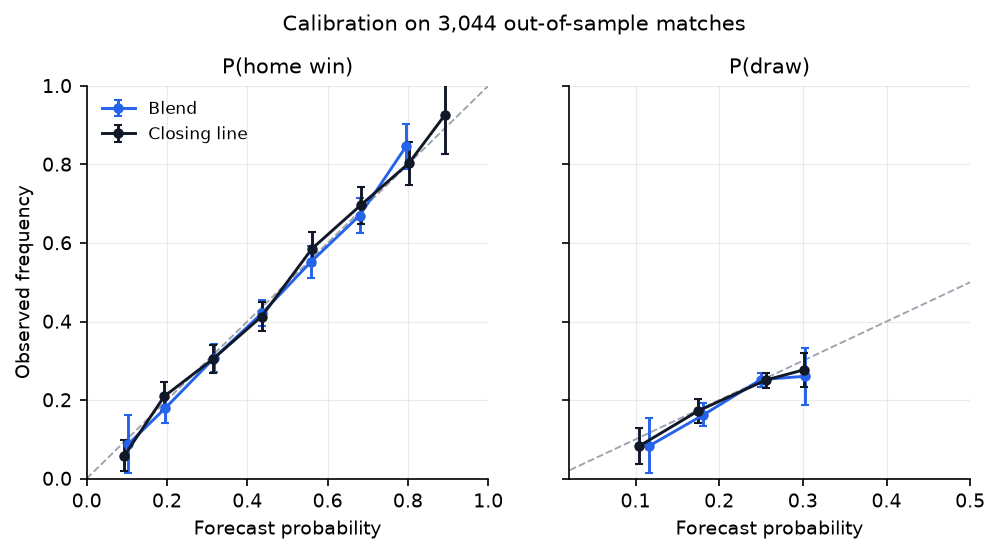 Calibration on 3,044 out-of-sample matches
P(home win)
P(draw)
Blend
Closing line
Observed frequency
1.0
0.8
0.6
0.4
0.2
0.0
0.0 0.2 0.4 0.6 0.8 1.0
0.1 0.2 0.3 0.4 0.5
Forecast probability
Forecast probability